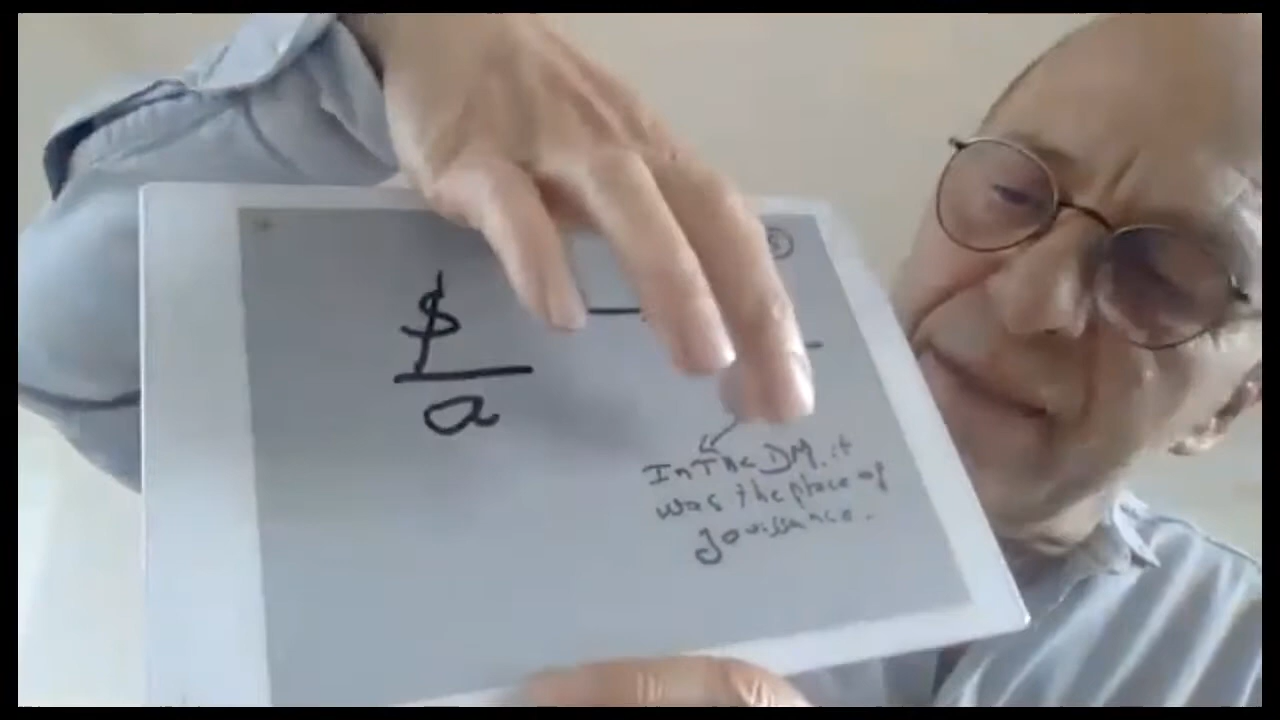 $
a
In The DM. it
was the place of
Jouissance.